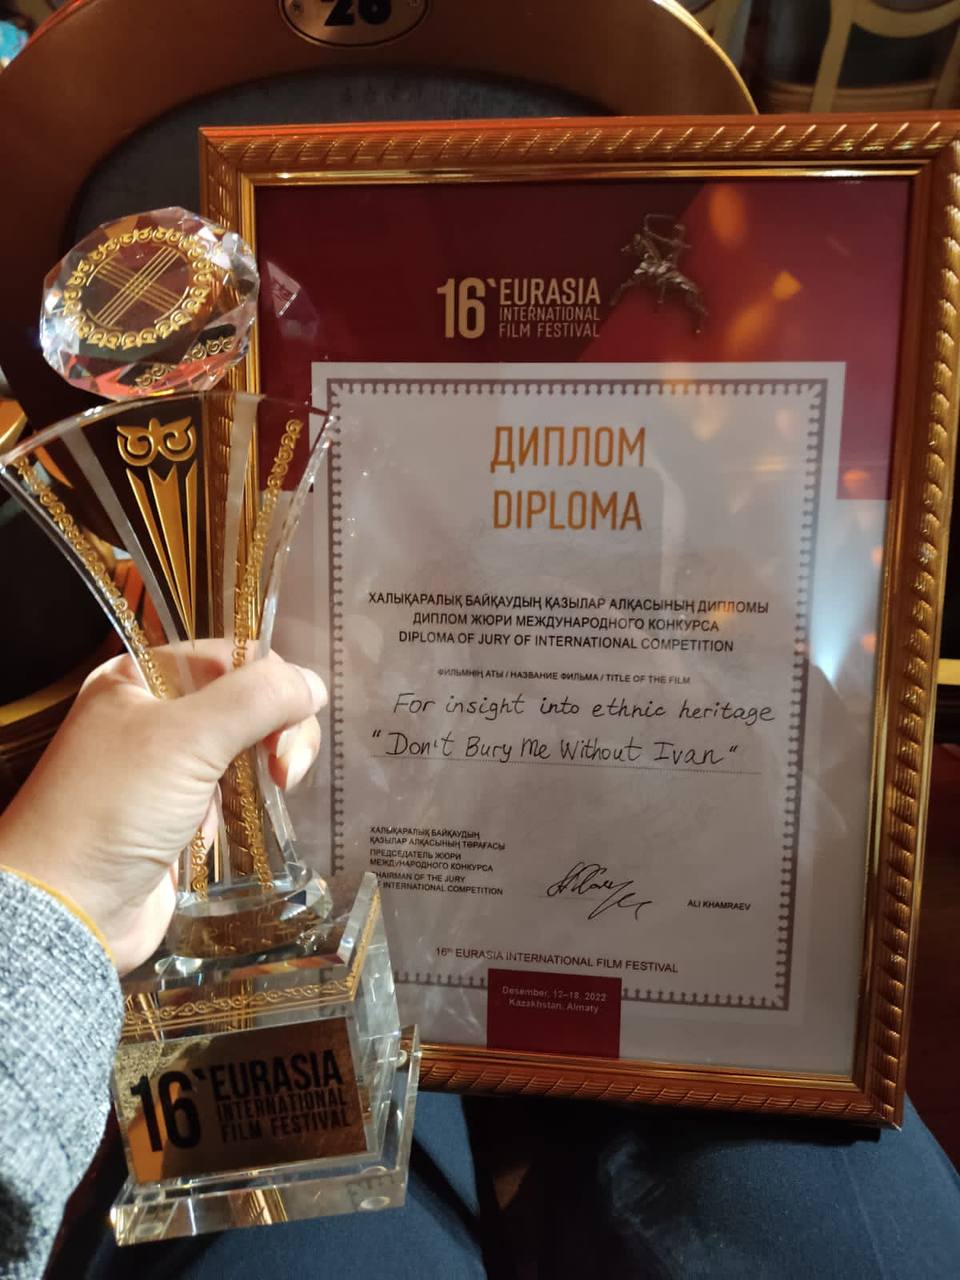 26
16`EURASIA
INTERNATIONAL
FILM FESTIVAL
ДИПЛОМ
DIPLOMA
ХАЛЫҚАРАЛЫҚ БАЙҚАУДЫҢ ҚАЗЫЛАР АЛҚАСЫНЫҢ ДИПЛОМЫ
ДИПЛОМ ЖЮРИ МЕЖДУНАРОДНОГО КОНКУРСА
DIPLOMA OF JURY OF INTERNATIONAL COMPETITION
ФИЛЬМНІҢ АТЫ / НАЗВАНИЕ ФИЛЬМА / TITLE OF THE FILM
For insight into ethnic heritage
"Don't Bury Me Without Ivan"
ХАЛЫҚАРАЛЫҚ БАЙҚАУДЫҢ
ҚАЗЫЛАР АЛҚАСЫНЫҢ ТӨРАҒАСЫ
ПРЕДСЕДАТЕЛЬ ЖЮРИ
МЕЖДУНАРОДНОГО КОНКУРСА
CHAIRMAN OF THE JURY
OF INTERNATIONAL COMPETITION
ALI KHAMRAEV
16th EURASIA INTERNATIONAL FILM FESTIVAL
Desember, 12–18, 2022
Kazakhstan, Almaty
16`EURASIA
INTERNATIONAL
FILM FESTIVAL